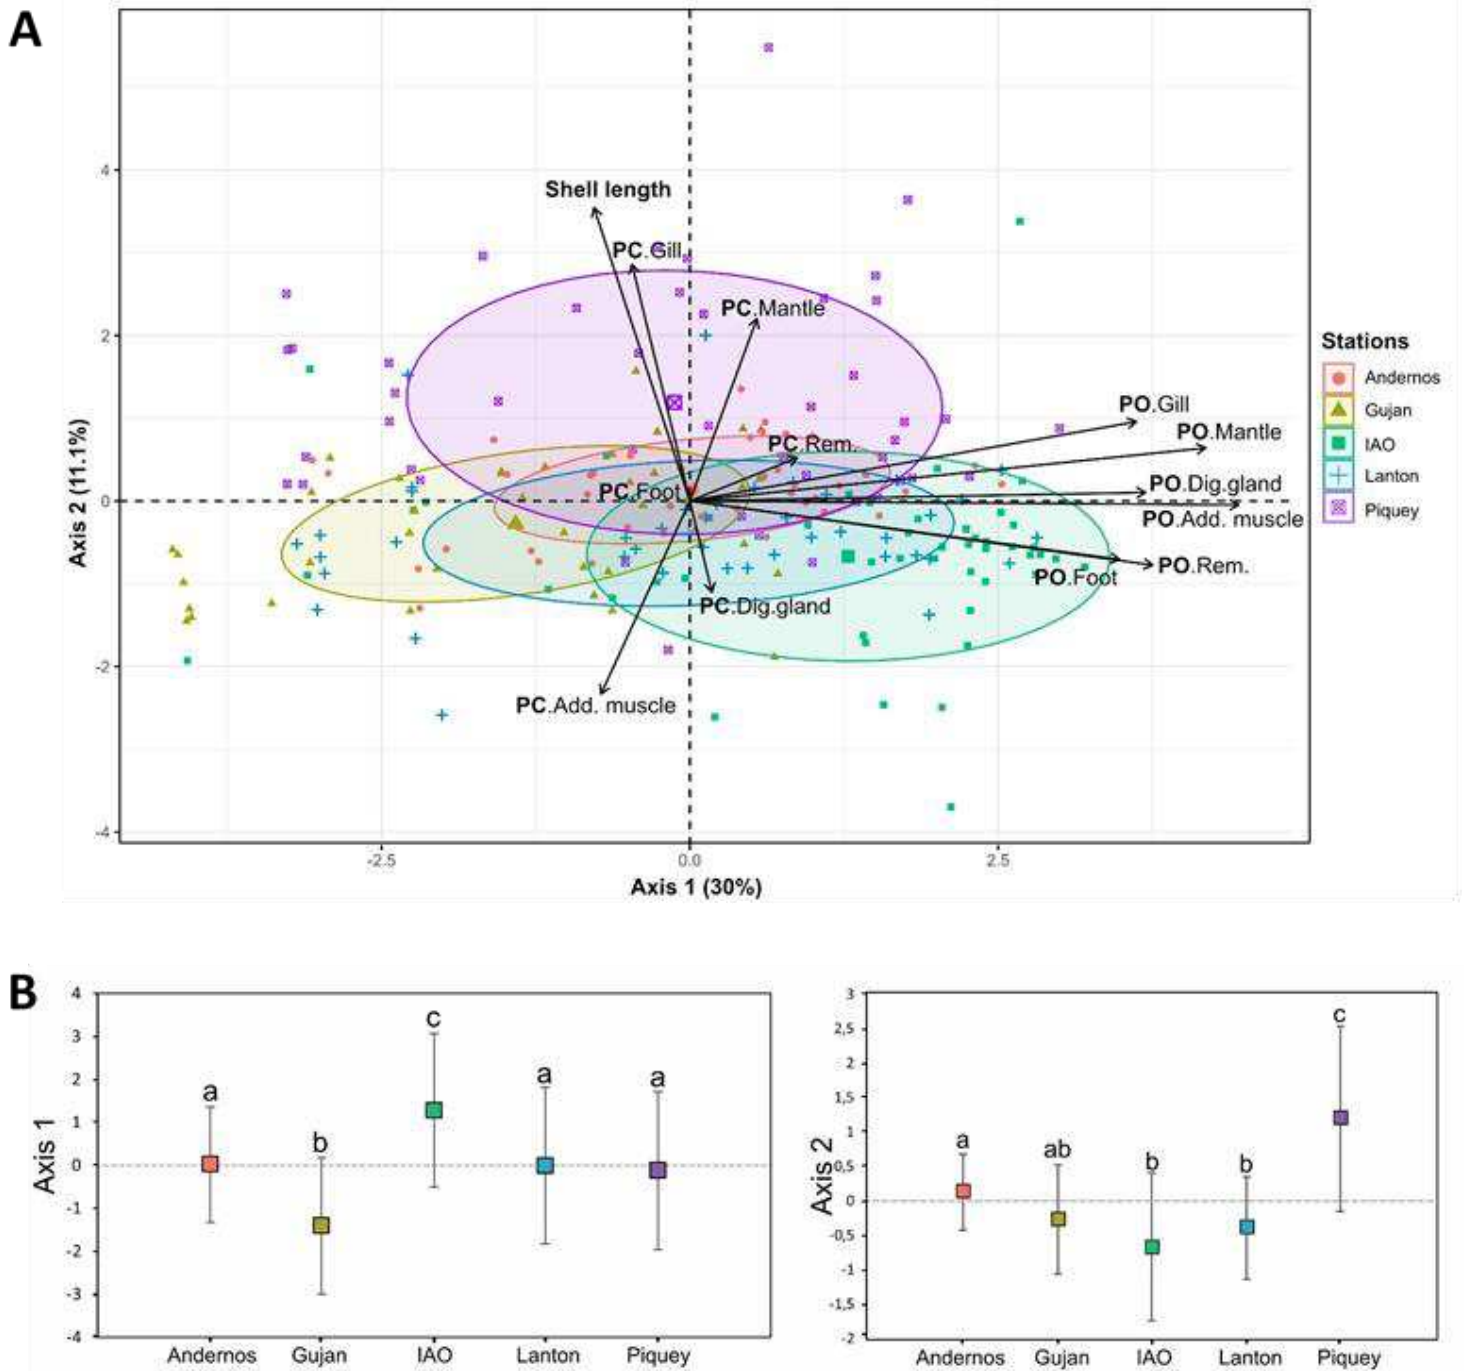 A
Axis 2 (11.1%)
4
2
0
-2
-4
Shell length
PC.Gill
PC.Mantle
PO.Gill
PO.Mantle
PC.Rem.
PC.Foot
PO.Dig.gland
PO.Add. muscle
PO.Foot
PO.Rem.
PC.Dig.gland
PC.Add. muscle
-2.5 0.0 2.5
Axis 1 (30%)
Stations
Andernos
Gujan
IAO
Lanton
Piquey
B
Axis 1
4
3
2
1
0
-1
-2
-3
-4
a b c a a
Andernos Gujan IAO Lanton Piquey
Axis 2
3
2,5
2
1,5
1
0,5
0
-0,5
-1
-1,5
-2
a ab b b c
Andernos Gujan IAO Lanton Piquey